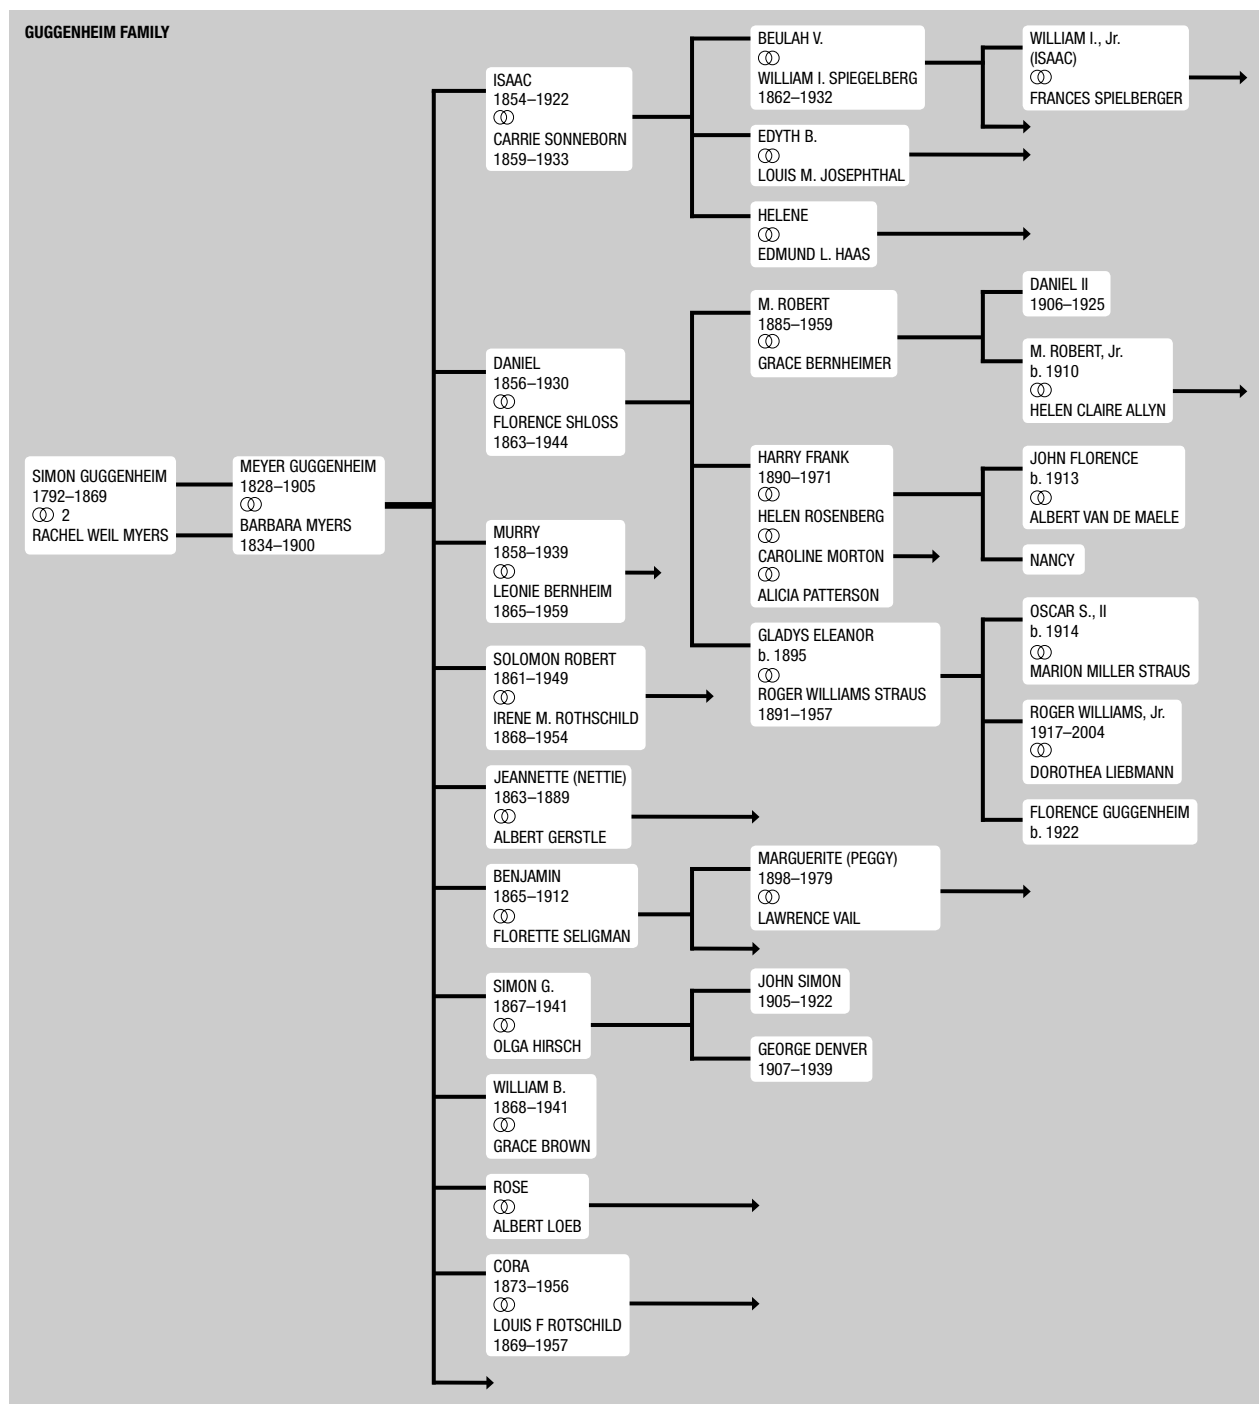 GUGGENHEIM FAMILY
SIMON GUGGENHEIM
1792–1869
2
RACHEL WEIL MYERS
MEYER GUGGENHEIM
1828–1905
BARBARA MYERS
1834–1900
ISAAC
1854–1922
CARRIE SONNEBORN
1859–1933
DANIEL
1856–1930
FLORENCE SHLOSS
1863–1944
MURRY
1858–1939
LEONIE BERNHEIM
1865–1959
SOLOMON ROBERT
1861–1949
IRENE M. ROTHSCHILD
1868–1954
JEANNETTE (NETTIE)
1863–1889
ALBERT GERSTLE
BENJAMIN
1865–1912
FLORETTE SELIGMAN
SIMON G.
1867–1941
OLGA HIRSCH
WILLIAM B.
1868–1941
GRACE BROWN
ROSE
ALBERT LOEB
CORA
1873–1956
LOUIS F ROTSCHILD
1869–1957
BEULAH V.
WILLIAM I. SPIEGELBERG
1862–1932
EDYTH B.
LOUIS M. JOSEPHTHAL
HELENE
EDMUND L. HAAS
M. ROBERT
1885–1959
GRACE BERNHEIMER
HARRY FRANK
1890–1971
HELEN ROSENBERG
CAROLINE MORTON
ALICIA PATTERSON
GLADYS ELEANOR
b. 1895
ROGER WILLIAMS STRAUS
1891–1957
MARGUERITE (PEGGY)
1898–1979
LAWRENCE VAIL
JOHN SIMON
1905–1922
GEORGE DENVER
1907–1939
WILLIAM I., Jr.
(ISAAC)
FRANCES SPIELBERGER
DANIEL II
1906–1925
M. ROBERT, Jr.
b. 1910
HELEN CLAIRE ALLYN
JOHN FLORENCE
b. 1913
ALBERT VAN DE MAELE
NANCY
OSCAR S., II
b. 1914
MARION MILLER STRAUS
ROGER WILLIAMS, Jr.
1917–2004
DOROTHEA LIEBMANN
FLORENCE GUGGENHEIM
b. 1922